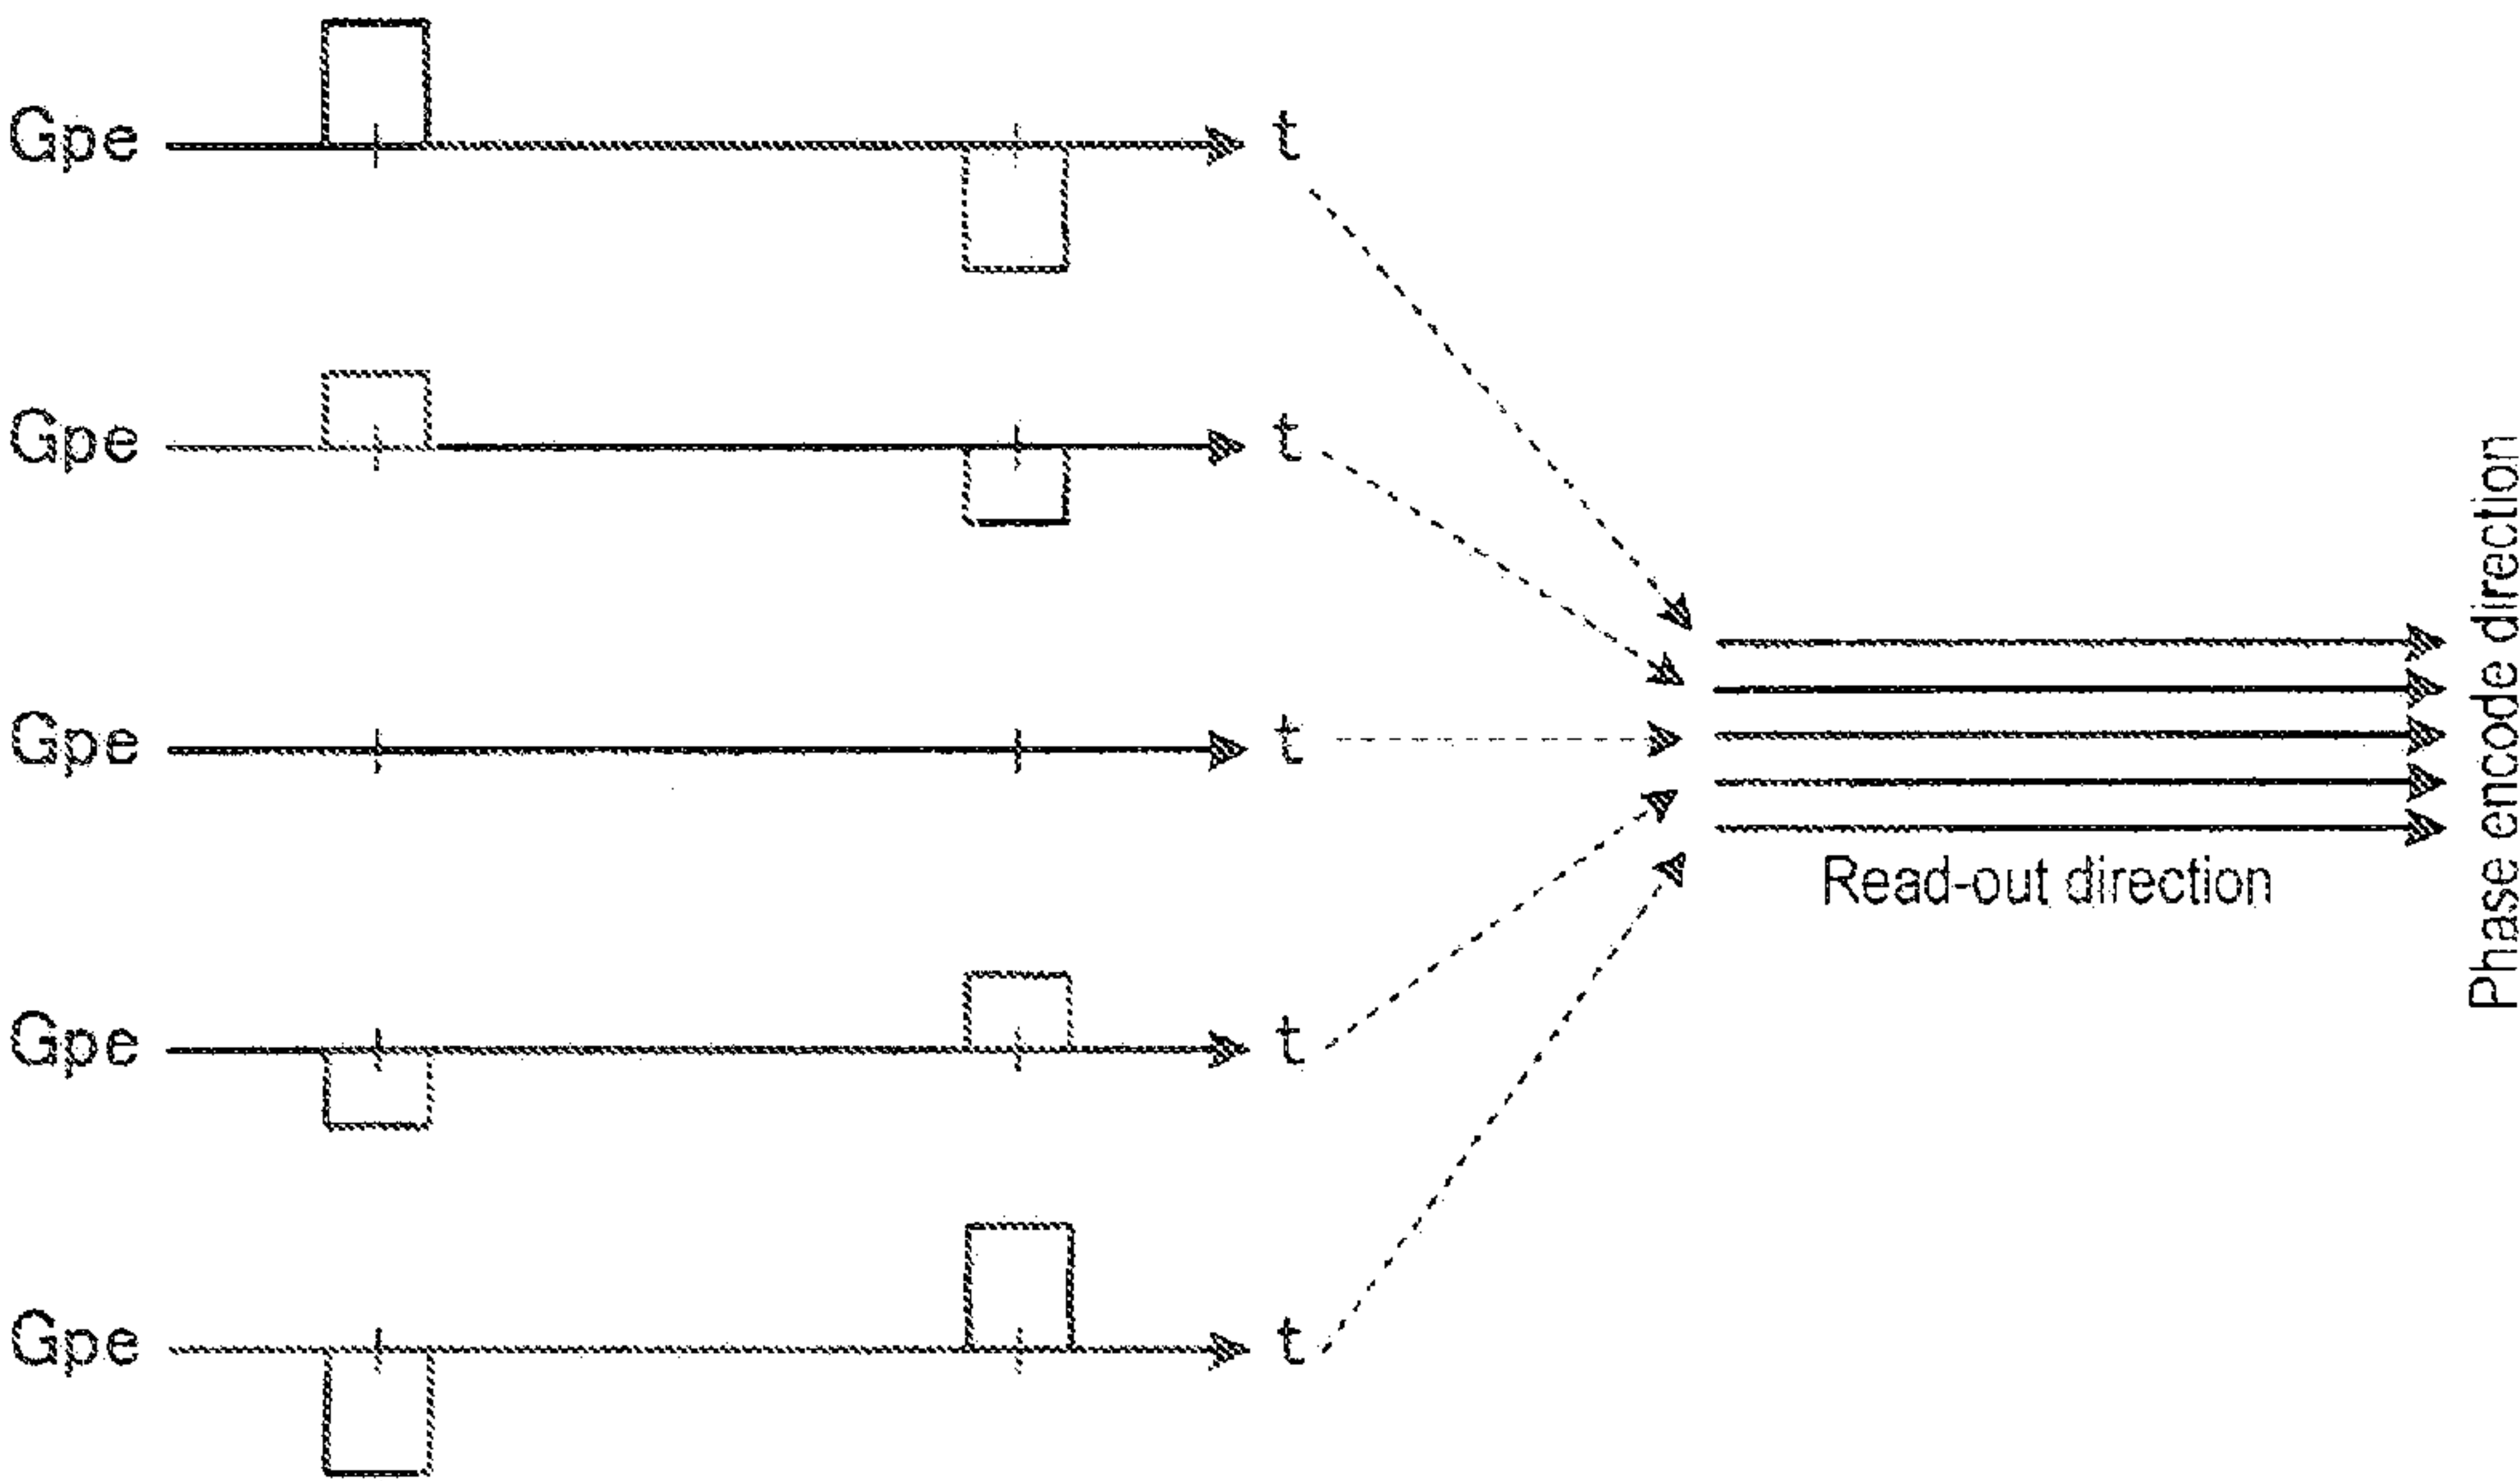 Gpe t
Gpe t
Gpe t
Gpe t
Gpe t
Read-out direction
Phase encode direction